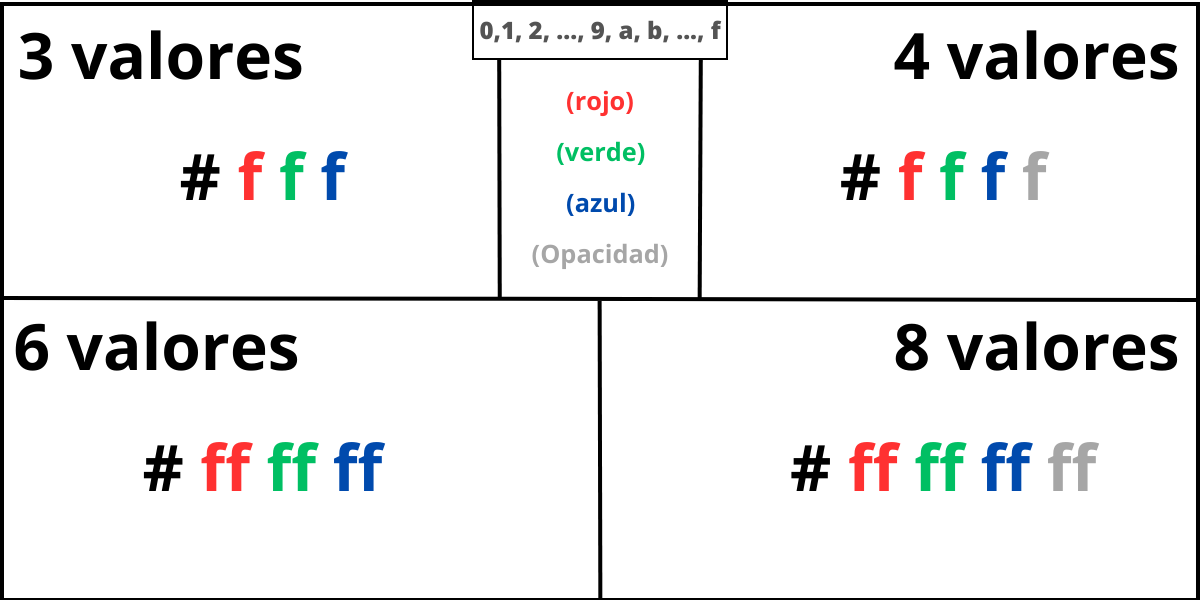 0,1, 2, ..., 9, a, b, ..., f
3 valores
# f f f
(rojo)
(verde)
(azul)
(Opacidad)
4 valores
# f f f f
6 valores
# ff ff ff
8 valores
# ff ff ff ff